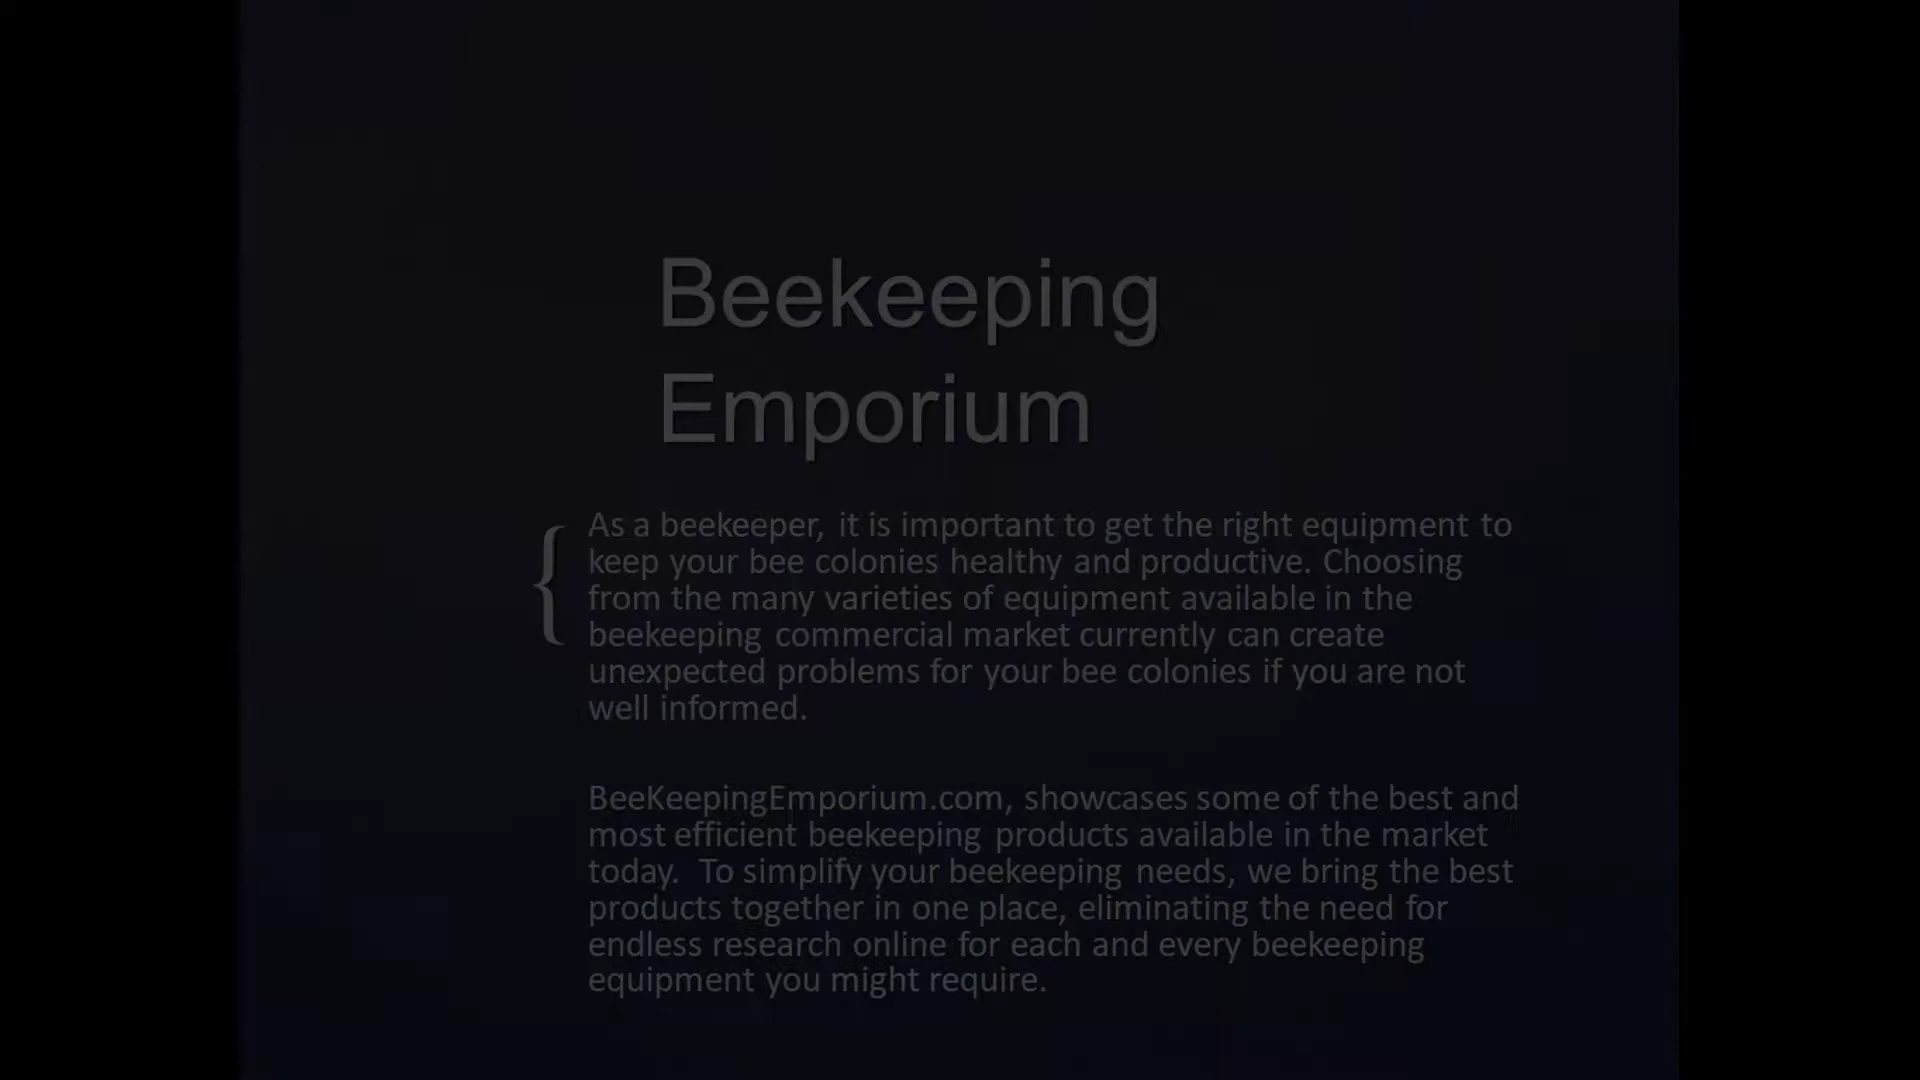 Beekeeping
Emporium
{
As a beekeeper, it is important to get the right equipment to
keep your bee colonies healthy and productive. Choosing
from the many varieties of equipment available in the
beekeeping commercial market currently can create
unexpected problems for your bee colonies if you are not
well informed.
BeeKeepingEmporium.com, showcases some of the best and
most efficient beekeeping products available in the market
today.  To simplify your beekeeping needs, we bring the best
products together in one place, eliminating the need for
endless research online for each and every beekeeping
equipment you might require.